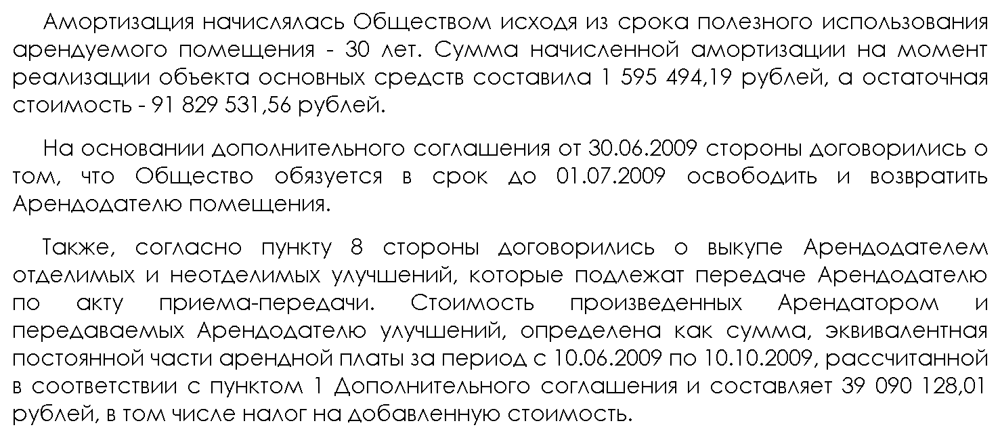 Амортизация начислялась Обществом исходя из срока полезного использования
арендуемого помещения - 30 лет. Сумма начисленной амортизации на момент
реализации объекта основных средств составила 1 595 494,19 рублей, а остаточная
стоимость - 91 829 531,56 рублей.
На основании дополнительного соглашения от 30.06.2009 стороны договорились о
том, что Общество обязуется в срок до 01.07.2009 освободить и возвратить
Арендодателю помещения.
Также, согласно пункту 8 стороны договорились о выкупе Арендодателем
отделимых и неотделимых улучшений, которые подлежат передаче Арендодателю
по акту приема-передачи. Стоимость произведенных Арендатором и
передаваемых Арендодателю улучшений, определена как сумма, эквивалентная
постоянной части арендной платы за период с 10.06.2009 по 10.10.2009, рассчитанной
в соответствии с пунктом 1 Дополнительного соглашения и составляет 39 090 128,01
рублей, в том числе налог на добавленную стоимость.